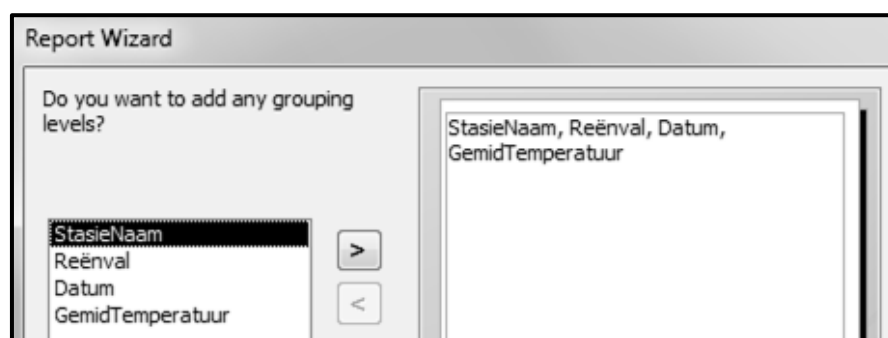 Report Wizard
Do you want to add any grouping
levels?
StasieNaam
Reënval
Datum
GemidTemperatuur
>
<
StasieNaam, Reënval, Datum,
GemidTemperatuur